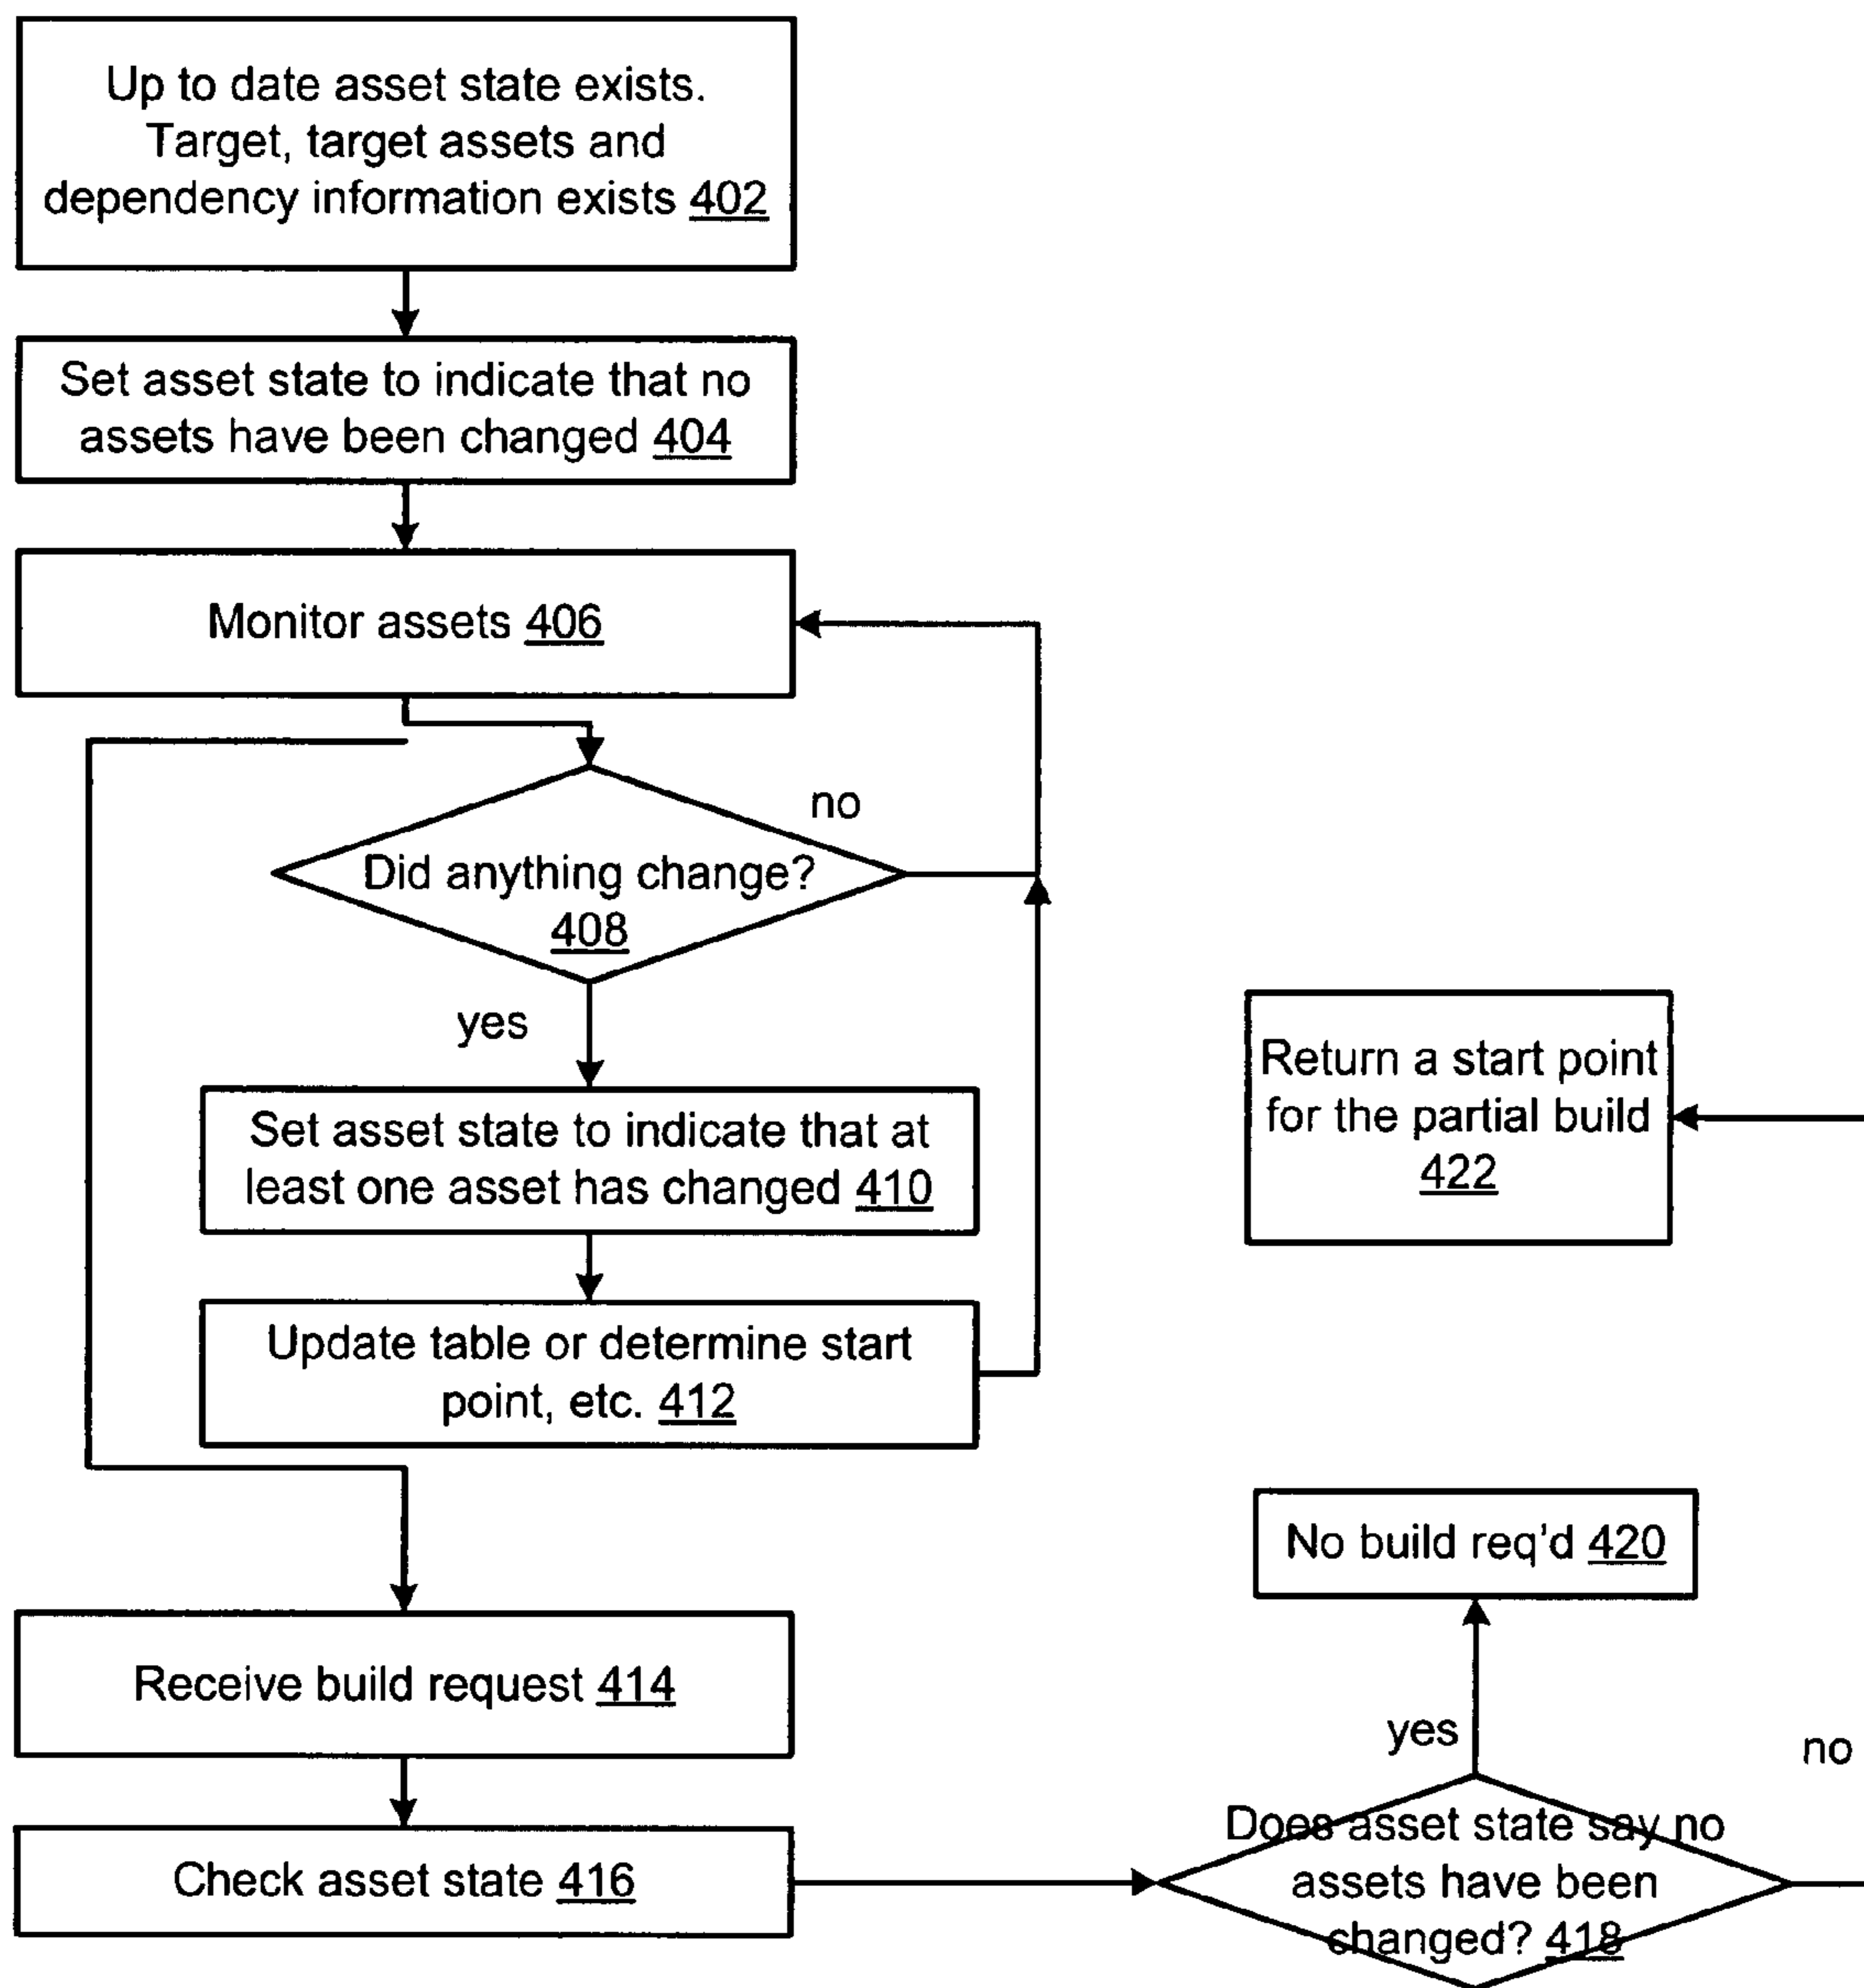 Up to date asset state exists.
Target, target assets and
dependency information exists 402
Set asset state to indicate that no
assets have been changed 404
Monitor assets 406
no
Did anything change?
408
yes
Set asset state to indicate that at
least one asset has changed 410
Update table or determine start
point, etc. 412
Return a start point
for the partial build
422
No build req'd 420
Receive build request 414
yes
no
Check asset state 416
Does asset state say no
assets have been
changed? 418